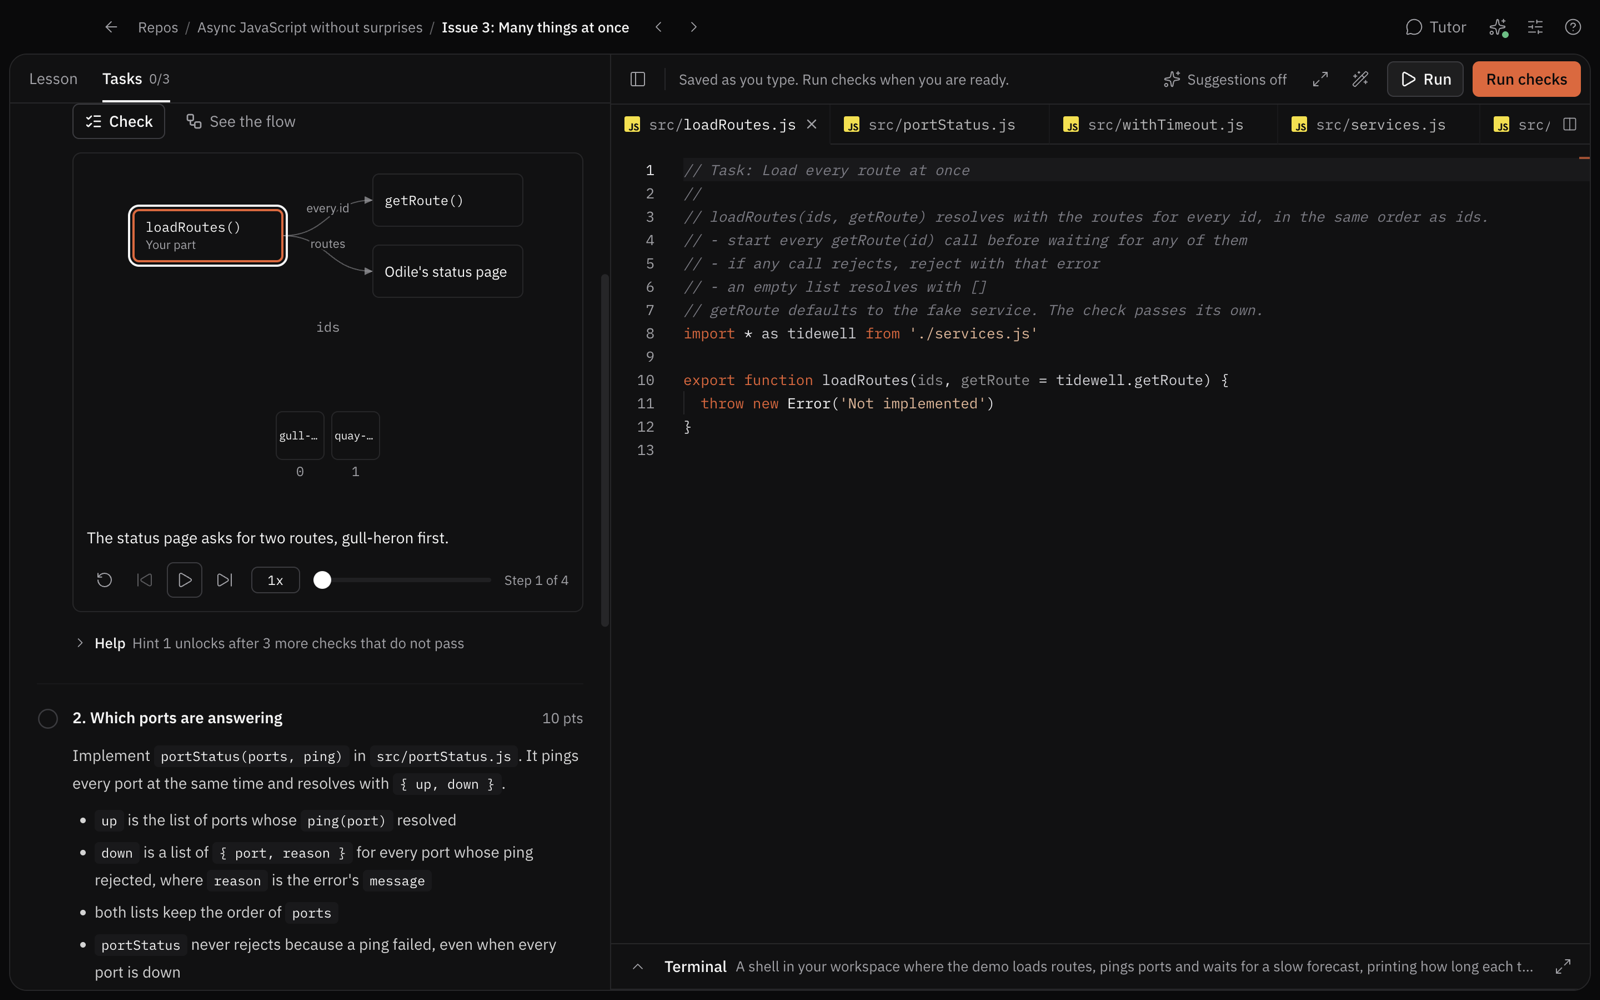 Repos / Async JavaScript without surprises / Issue 3: Many things at once
Tutor
Lesson
Tasks 0/3
Saved as you type. Run checks when you are ready.
Suggestions off
Run
Run checks
Check
See the flow
loadRoutes()
Your part
every id
routes
getRoute()
Odile's status page
ids
gull-…
quay-…
0
1
The status page asks for two routes, gull-heron first.
1x
Step 1 of 4
Help Hint 1 unlocks after 3 more checks that do not pass
2. Which ports are answering
10 pts
Implement portStatus(ports, ping) in src/portStatus.js . It pings
every port at the same time and resolves with { up, down } .
• up is the list of ports whose ping(port) resolved
• down is a list of { port, reason } for every port whose ping
rejected, where reason is the error's message
• both lists keep the order of ports
• portStatus never rejects because a ping failed, even when every
port is down
JS src/loadRoutes.js
JS src/portStatus.js
JS src/withTimeout.js
JS src/services.js
JS src/
1 // Task: Load every route at once
2 //
3 // loadRoutes(ids, getRoute) resolves with the routes for every id, in the same order as ids.
4 // - start every getRoute(id) call before waiting for any of them
5 // - if any call rejects, reject with that error
6 // - an empty list resolves with []
7 // getRoute defaults to the fake service. The check passes its own.
8 import * as tidewell from './services.js'
9
10 export function loadRoutes(ids, getRoute = tidewell.getRoute) {
11 throw new Error('Not implemented')
12 }
13
Terminal A shell in your workspace where the demo loads routes, pings ports and waits for a slow forecast, printing how long each t…